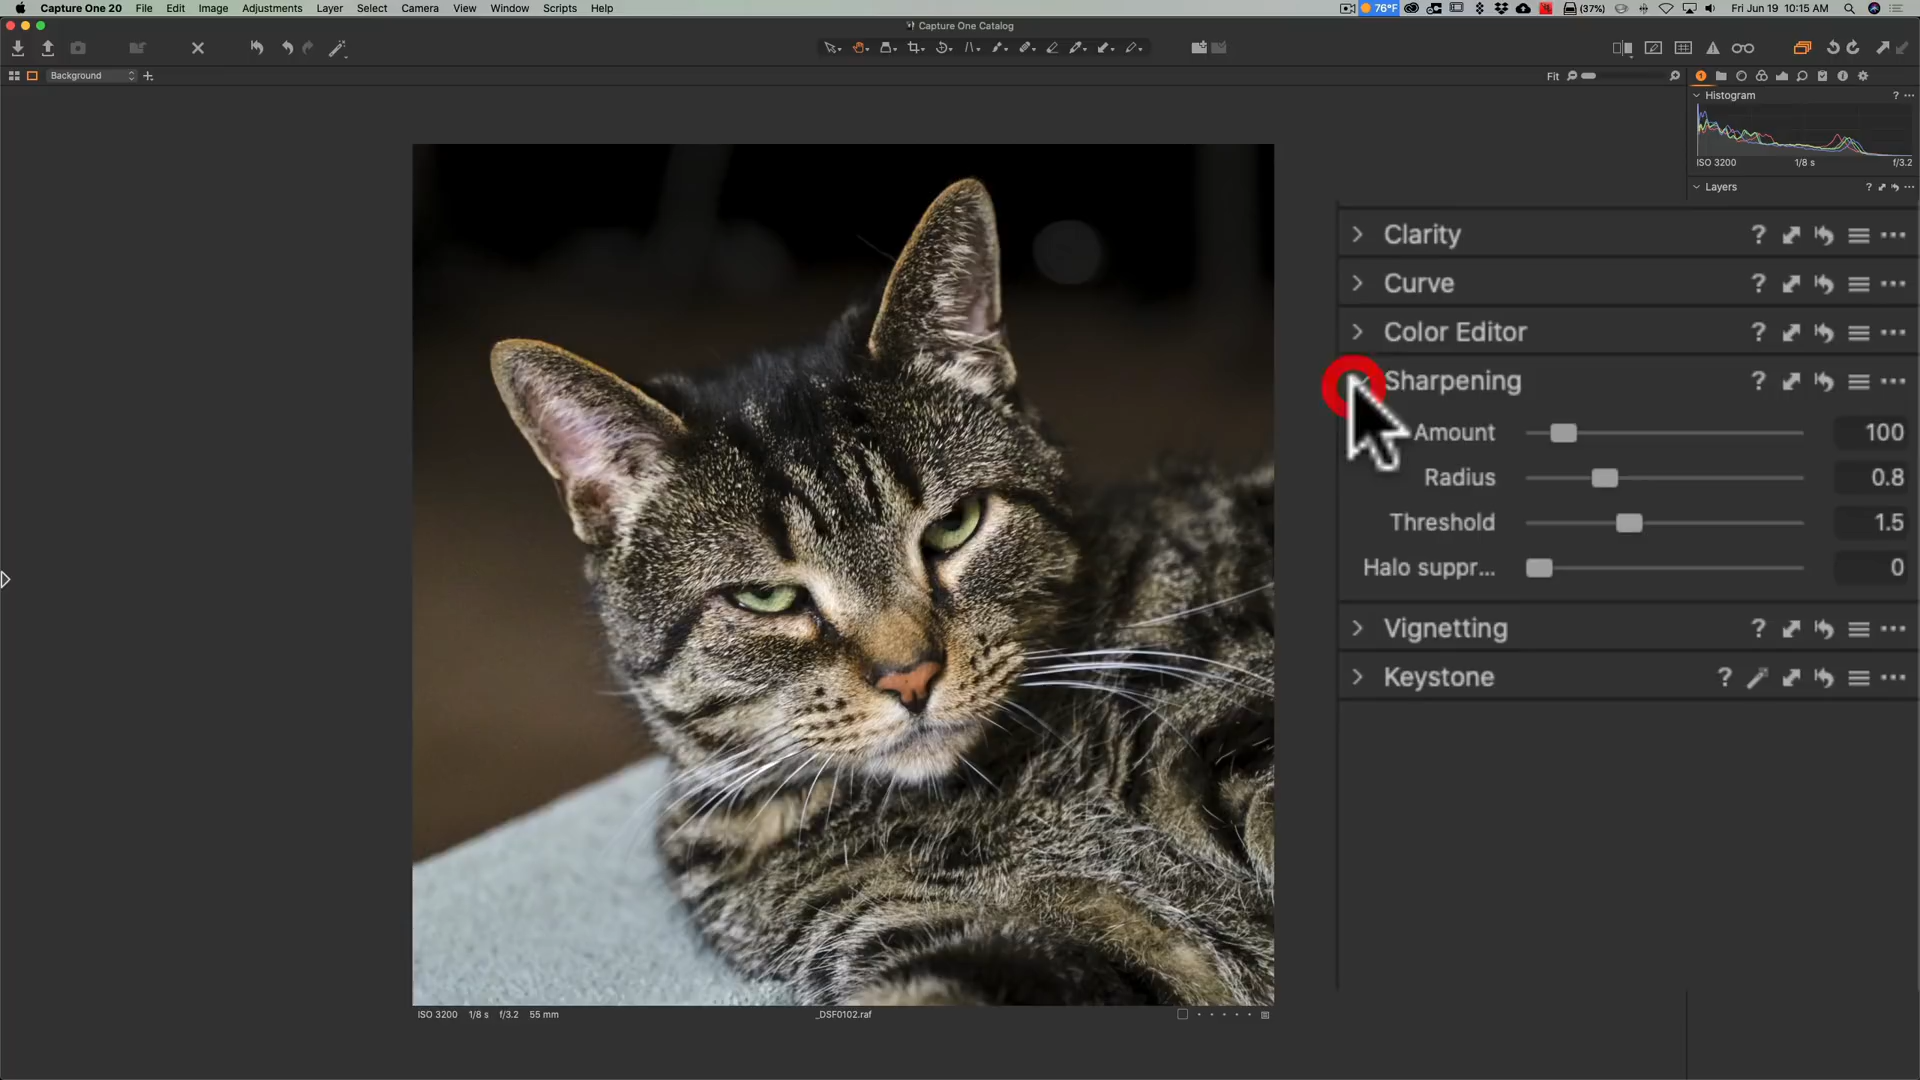 Capture One 20 File Edit Image Adjustments Layer Select Camera View Window Scripts Help 76°F (37%) Fri Jun 19 10:15 AM
Capture One Catalog
Background Fit
Histogram ?
ISO 3200 1/8 s f/3.2
Layers ?
Clarity ?
Curve ?
Color Editor ?
Sharpening ?
Amount 100
Radius 0.8
Threshold 1.5
Halo suppr... 0
Vignetting ?
Keystone ?
ISO 3200 1/8 s f/3.2 55 mm _DSF0102.raf